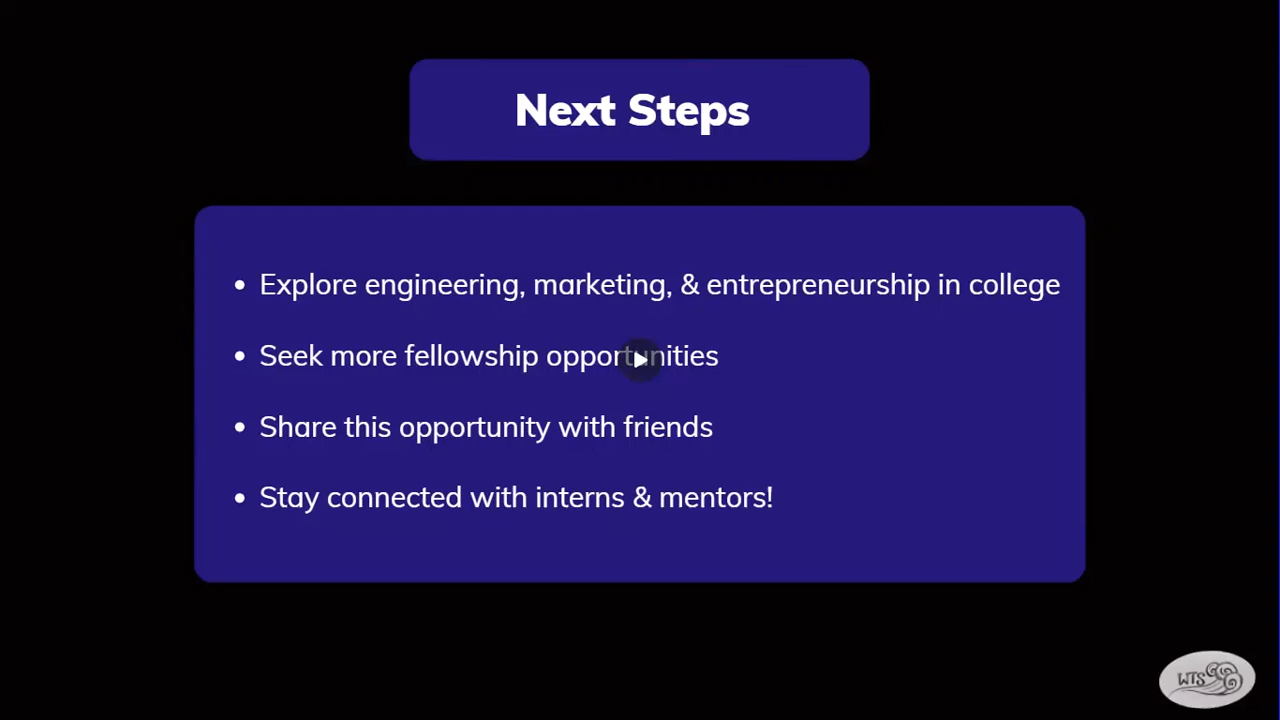 Next Steps
• Explore engineering, marketing, & entrepreneurship in college
• Seek more fellowship opportunities
• Share this opportunity with friends
• Stay connected with interns & mentors!
WTS